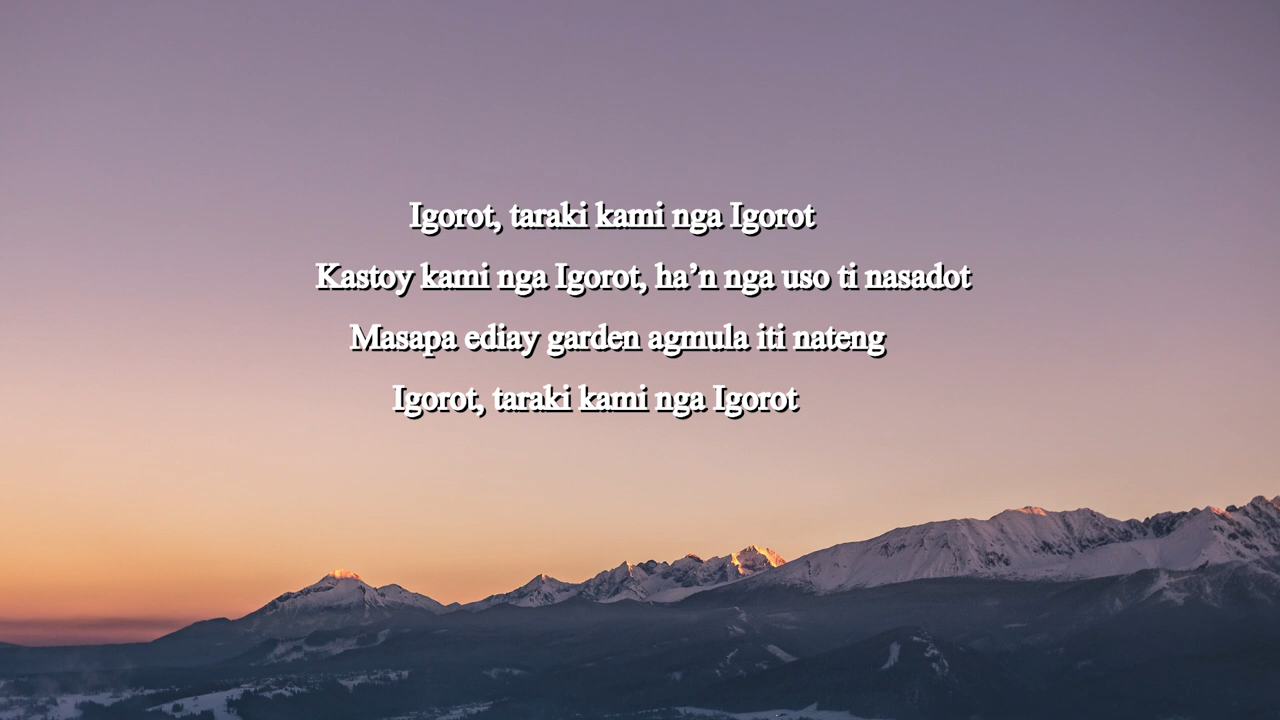 Igorot, taraki kami nga Igorot
Kastoy kami nga Igorot, ha’n nga uso ti nasadot
Masapa ediay garden agmula iti nateng
Igorot, taraki kami nga Igorot